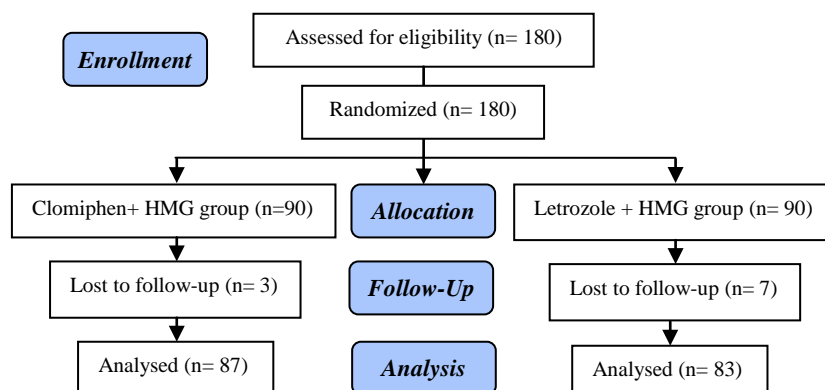 Assessed for eligibility (n= 180)
Enrollment
Randomized (n= 180)
Clomiphen+ HMG group (n=90)
Allocation
Letrozole + HMG group (n= 90)
Lost to follow-up (n= 3)
Follow-Up
Lost to follow-up (n= 7)
Analysed (n= 87)
Analysis
Analysed (n= 83)